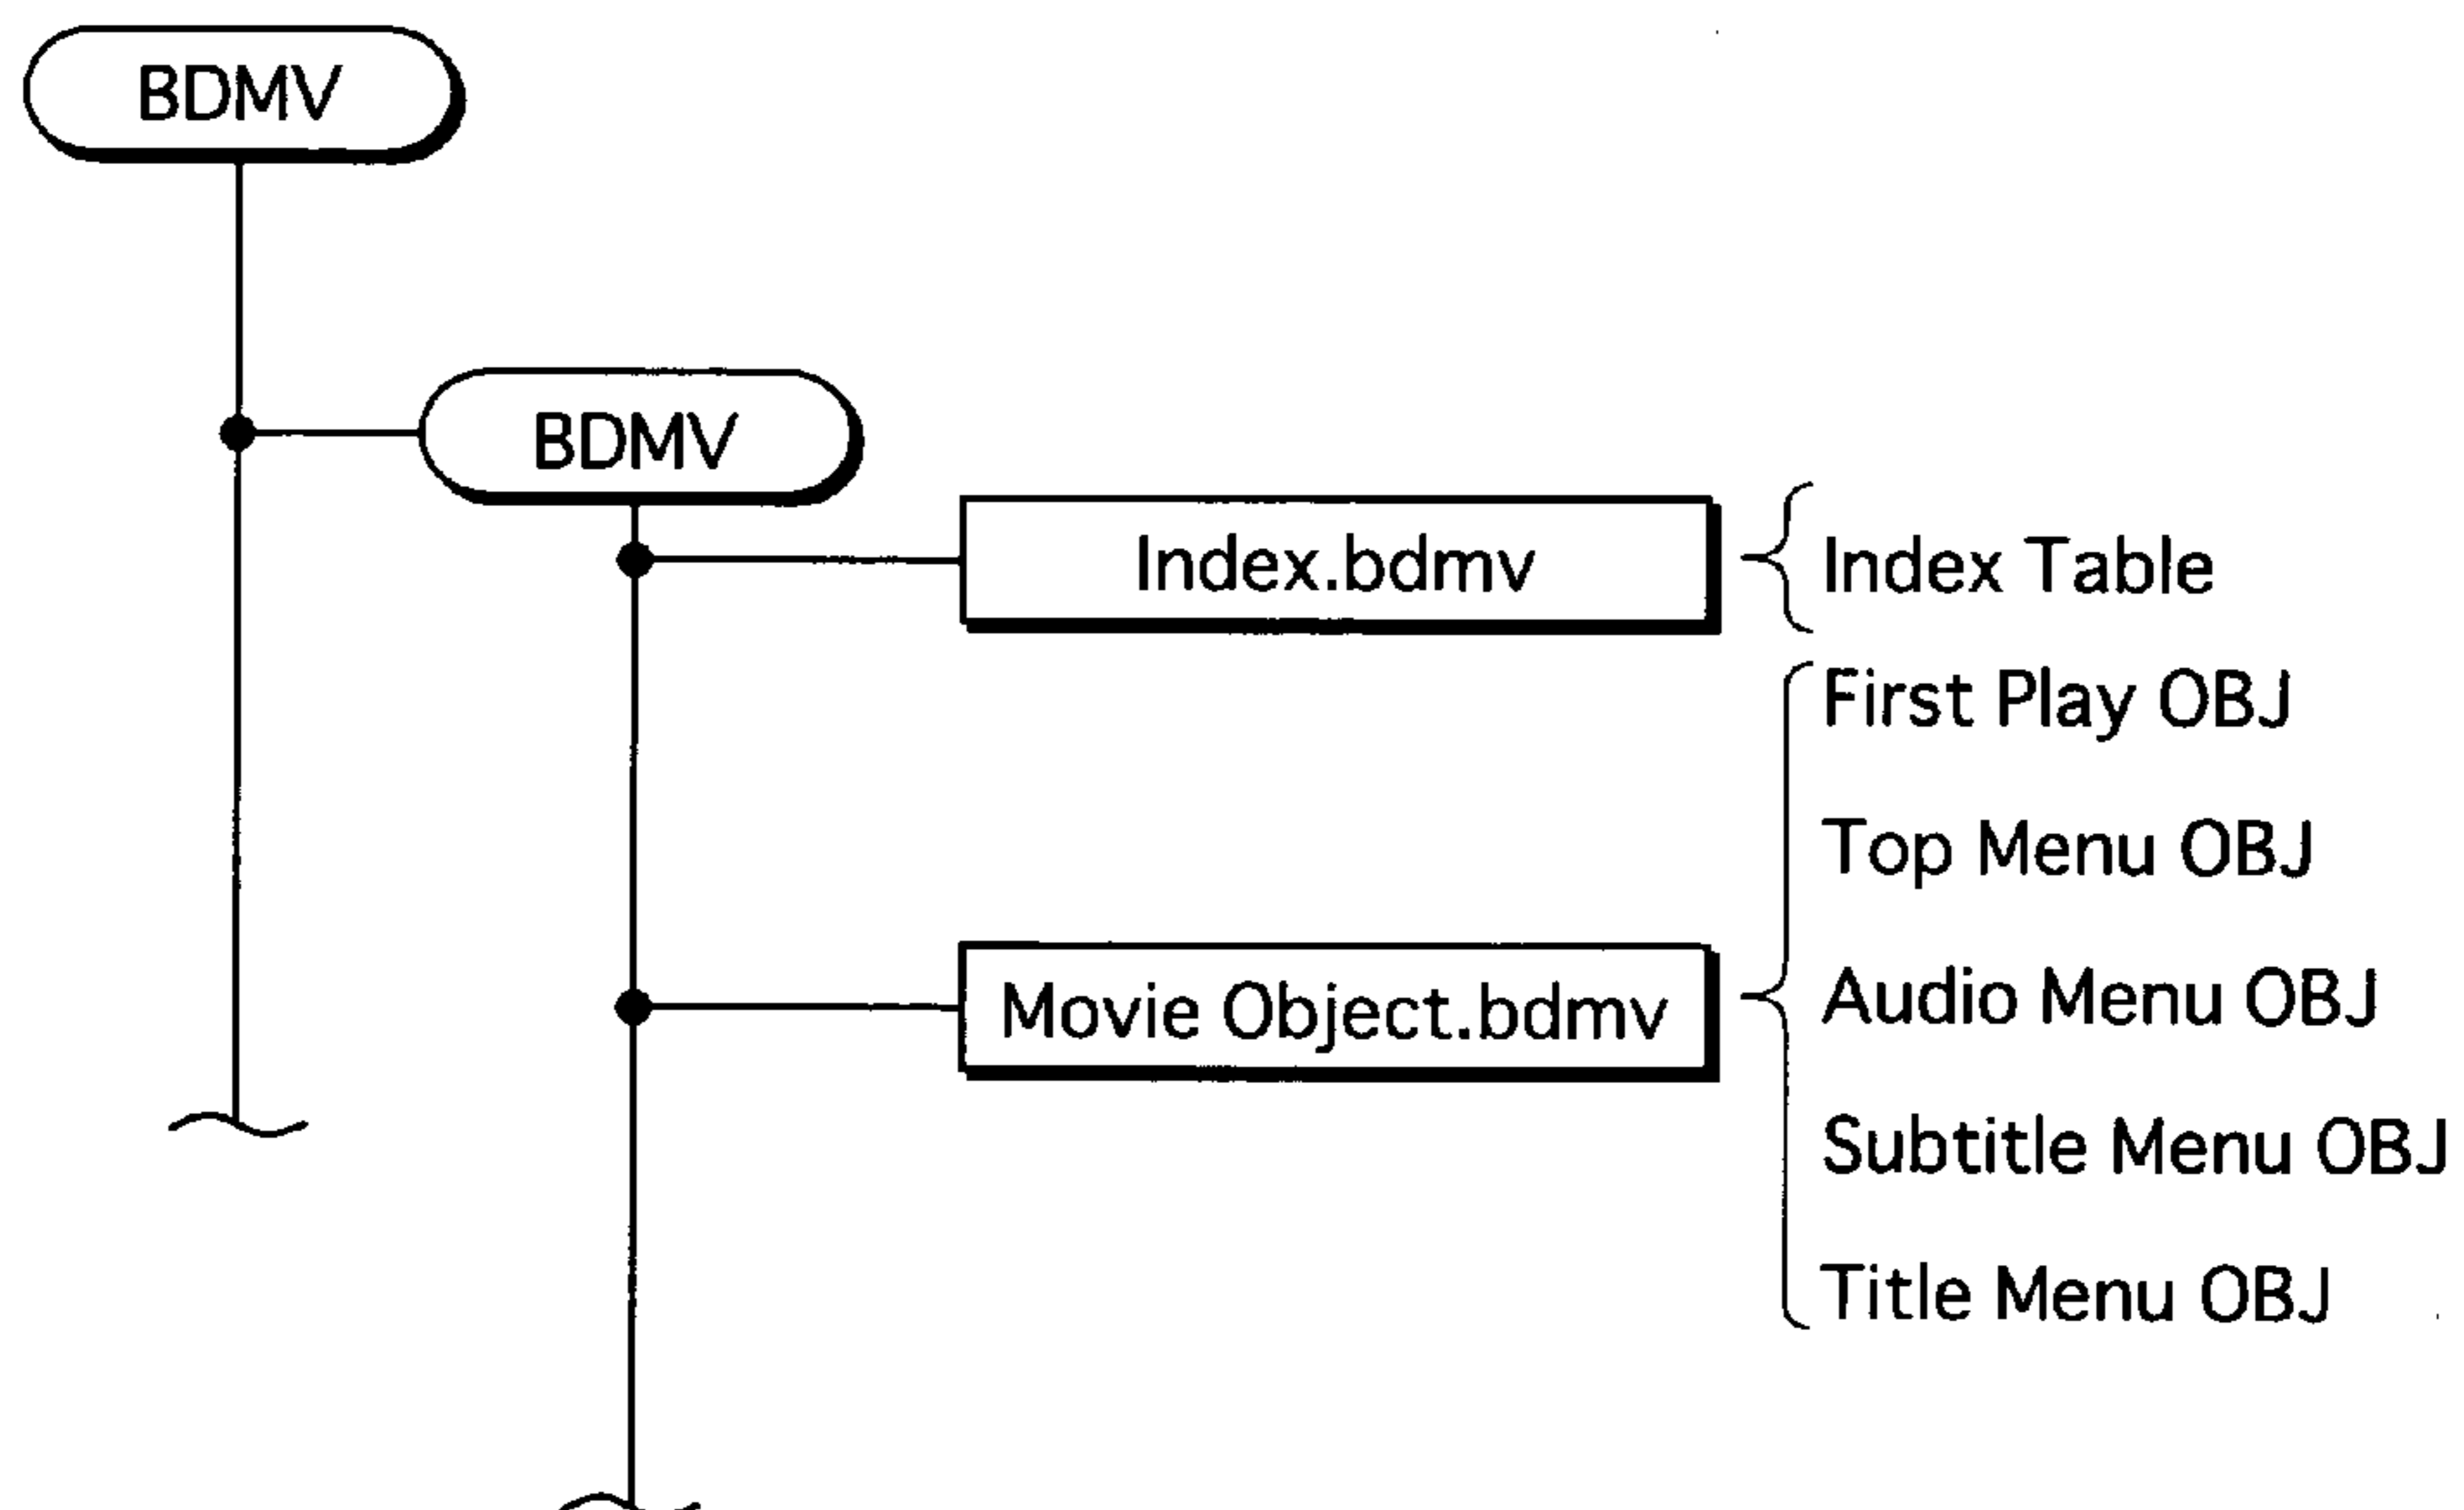 BDMV
BDMV
Index.bdmv
Index Table
First Play OBJ
Top Menu OBJ
Movie Object.bdmv
Audio Menu OBJ
Subtitle Menu OBJ
Title Menu OBJ